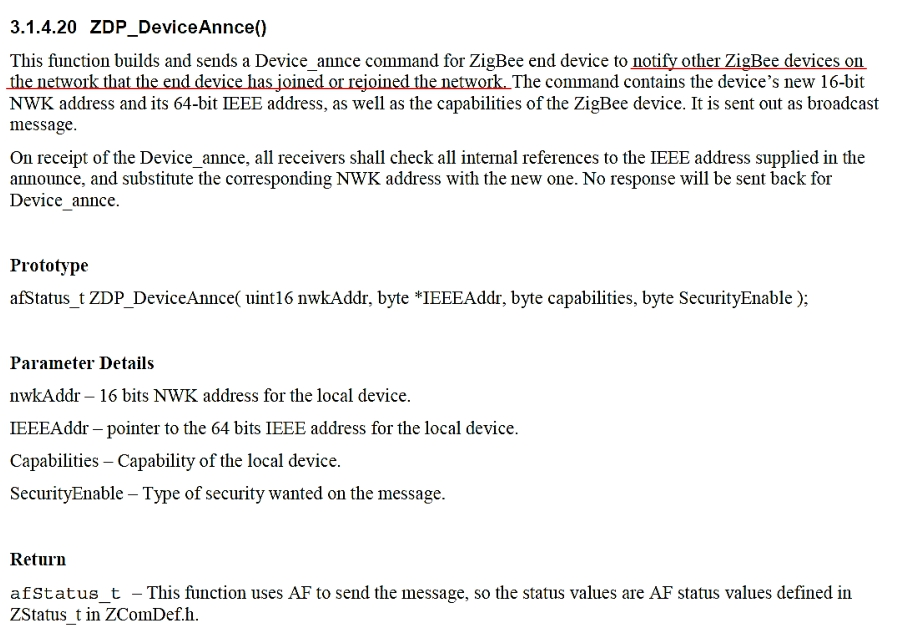 3.1.4.20 ZDP_DeviceAnnce()
This function builds and sends a Device_annce command for ZigBee end device to notify other ZigBee devices on
the network that the end device has joined or rejoined the network. The command contains the device's new 16-bit
NWK address and its 64-bit IEEE address, as well as the capabilities of the ZigBee device. It is sent out as broadcast
message.
On receipt of the Device_annce, all receivers shall check all internal references to the IEEE address supplied in the
announce, and substitute the corresponding NWK address with the new one. No response will be sent back for
Device_annce.
Prototype
afStatus_t ZDP_DeviceAnnce( uint16 nwkAddr, byte *IEEEAddr, byte capabilities, byte SecurityEnable );
Parameter Details
nwkAddr – 16 bits NWK address for the local device.
IEEEAddr – pointer to the 64 bits IEEE address for the local device.
Capabilities – Capability of the local device.
SecurityEnable – Type of security wanted on the message.
Return
afStatus_t – This function uses AF to send the message, so the status values are AF status values defined in
ZStatus_t in ZComDef.h.